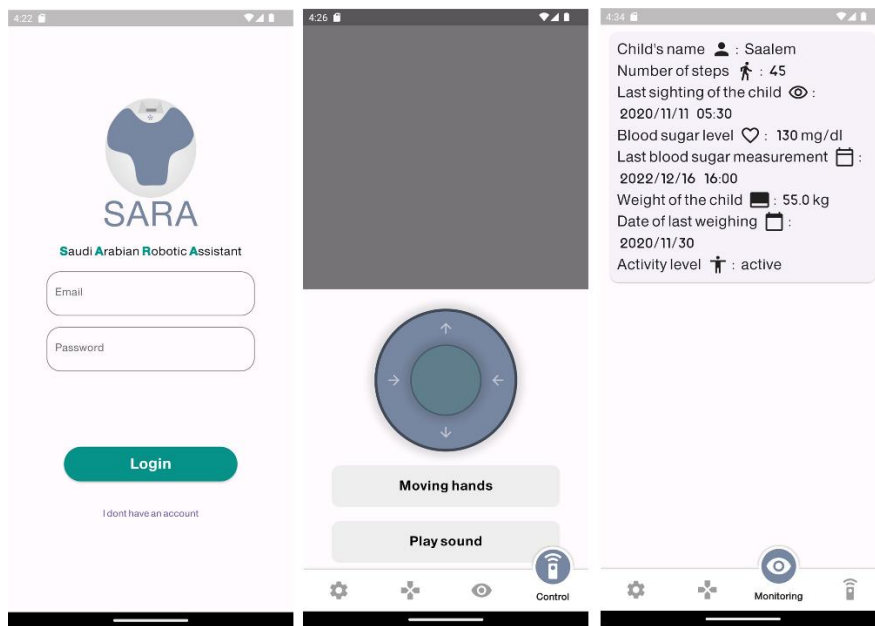 4:22
SARA
Saudi Arabian Robotic Assistant
Email
Password
Login
I dont have an account
4:26
Moving hands
Play sound
Control
4:34
Child's name : Saalem
Number of steps : 45
Last sighting of the child :
2020/11/11 05:30
Blood sugar level : 130 mg/dl
Last blood sugar measurement :
2022/12/16 16:00
Weight of the child : 55.0 kg
Date of last weighing :
2020/11/30
Activity level : active
Monitoring